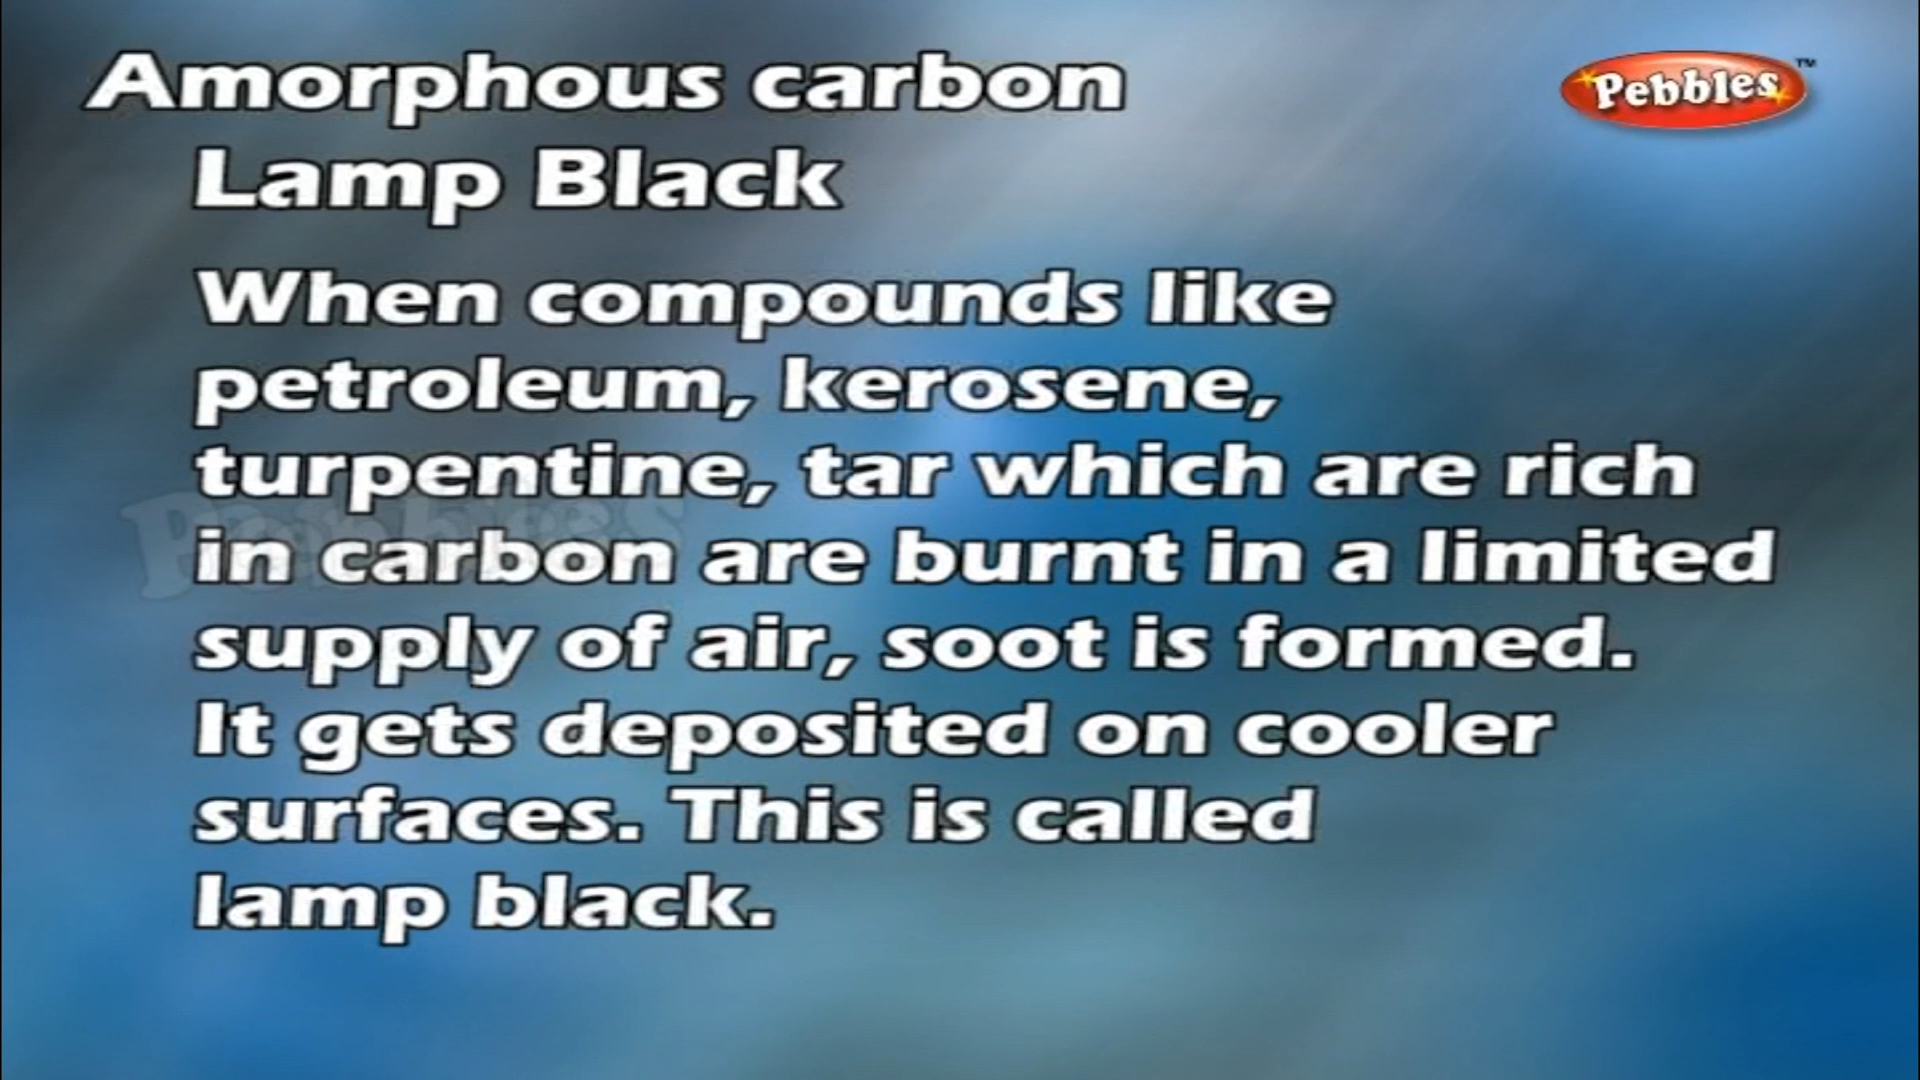 Amorphous carbon
Pebbles™
Lamp Black
When compounds like
petroleum, kerosene,
turpentine, tar which are rich
in carbon are burnt in a limited
supply of air, soot is formed.
It gets deposited on cooler
surfaces. This is called
lamp black.